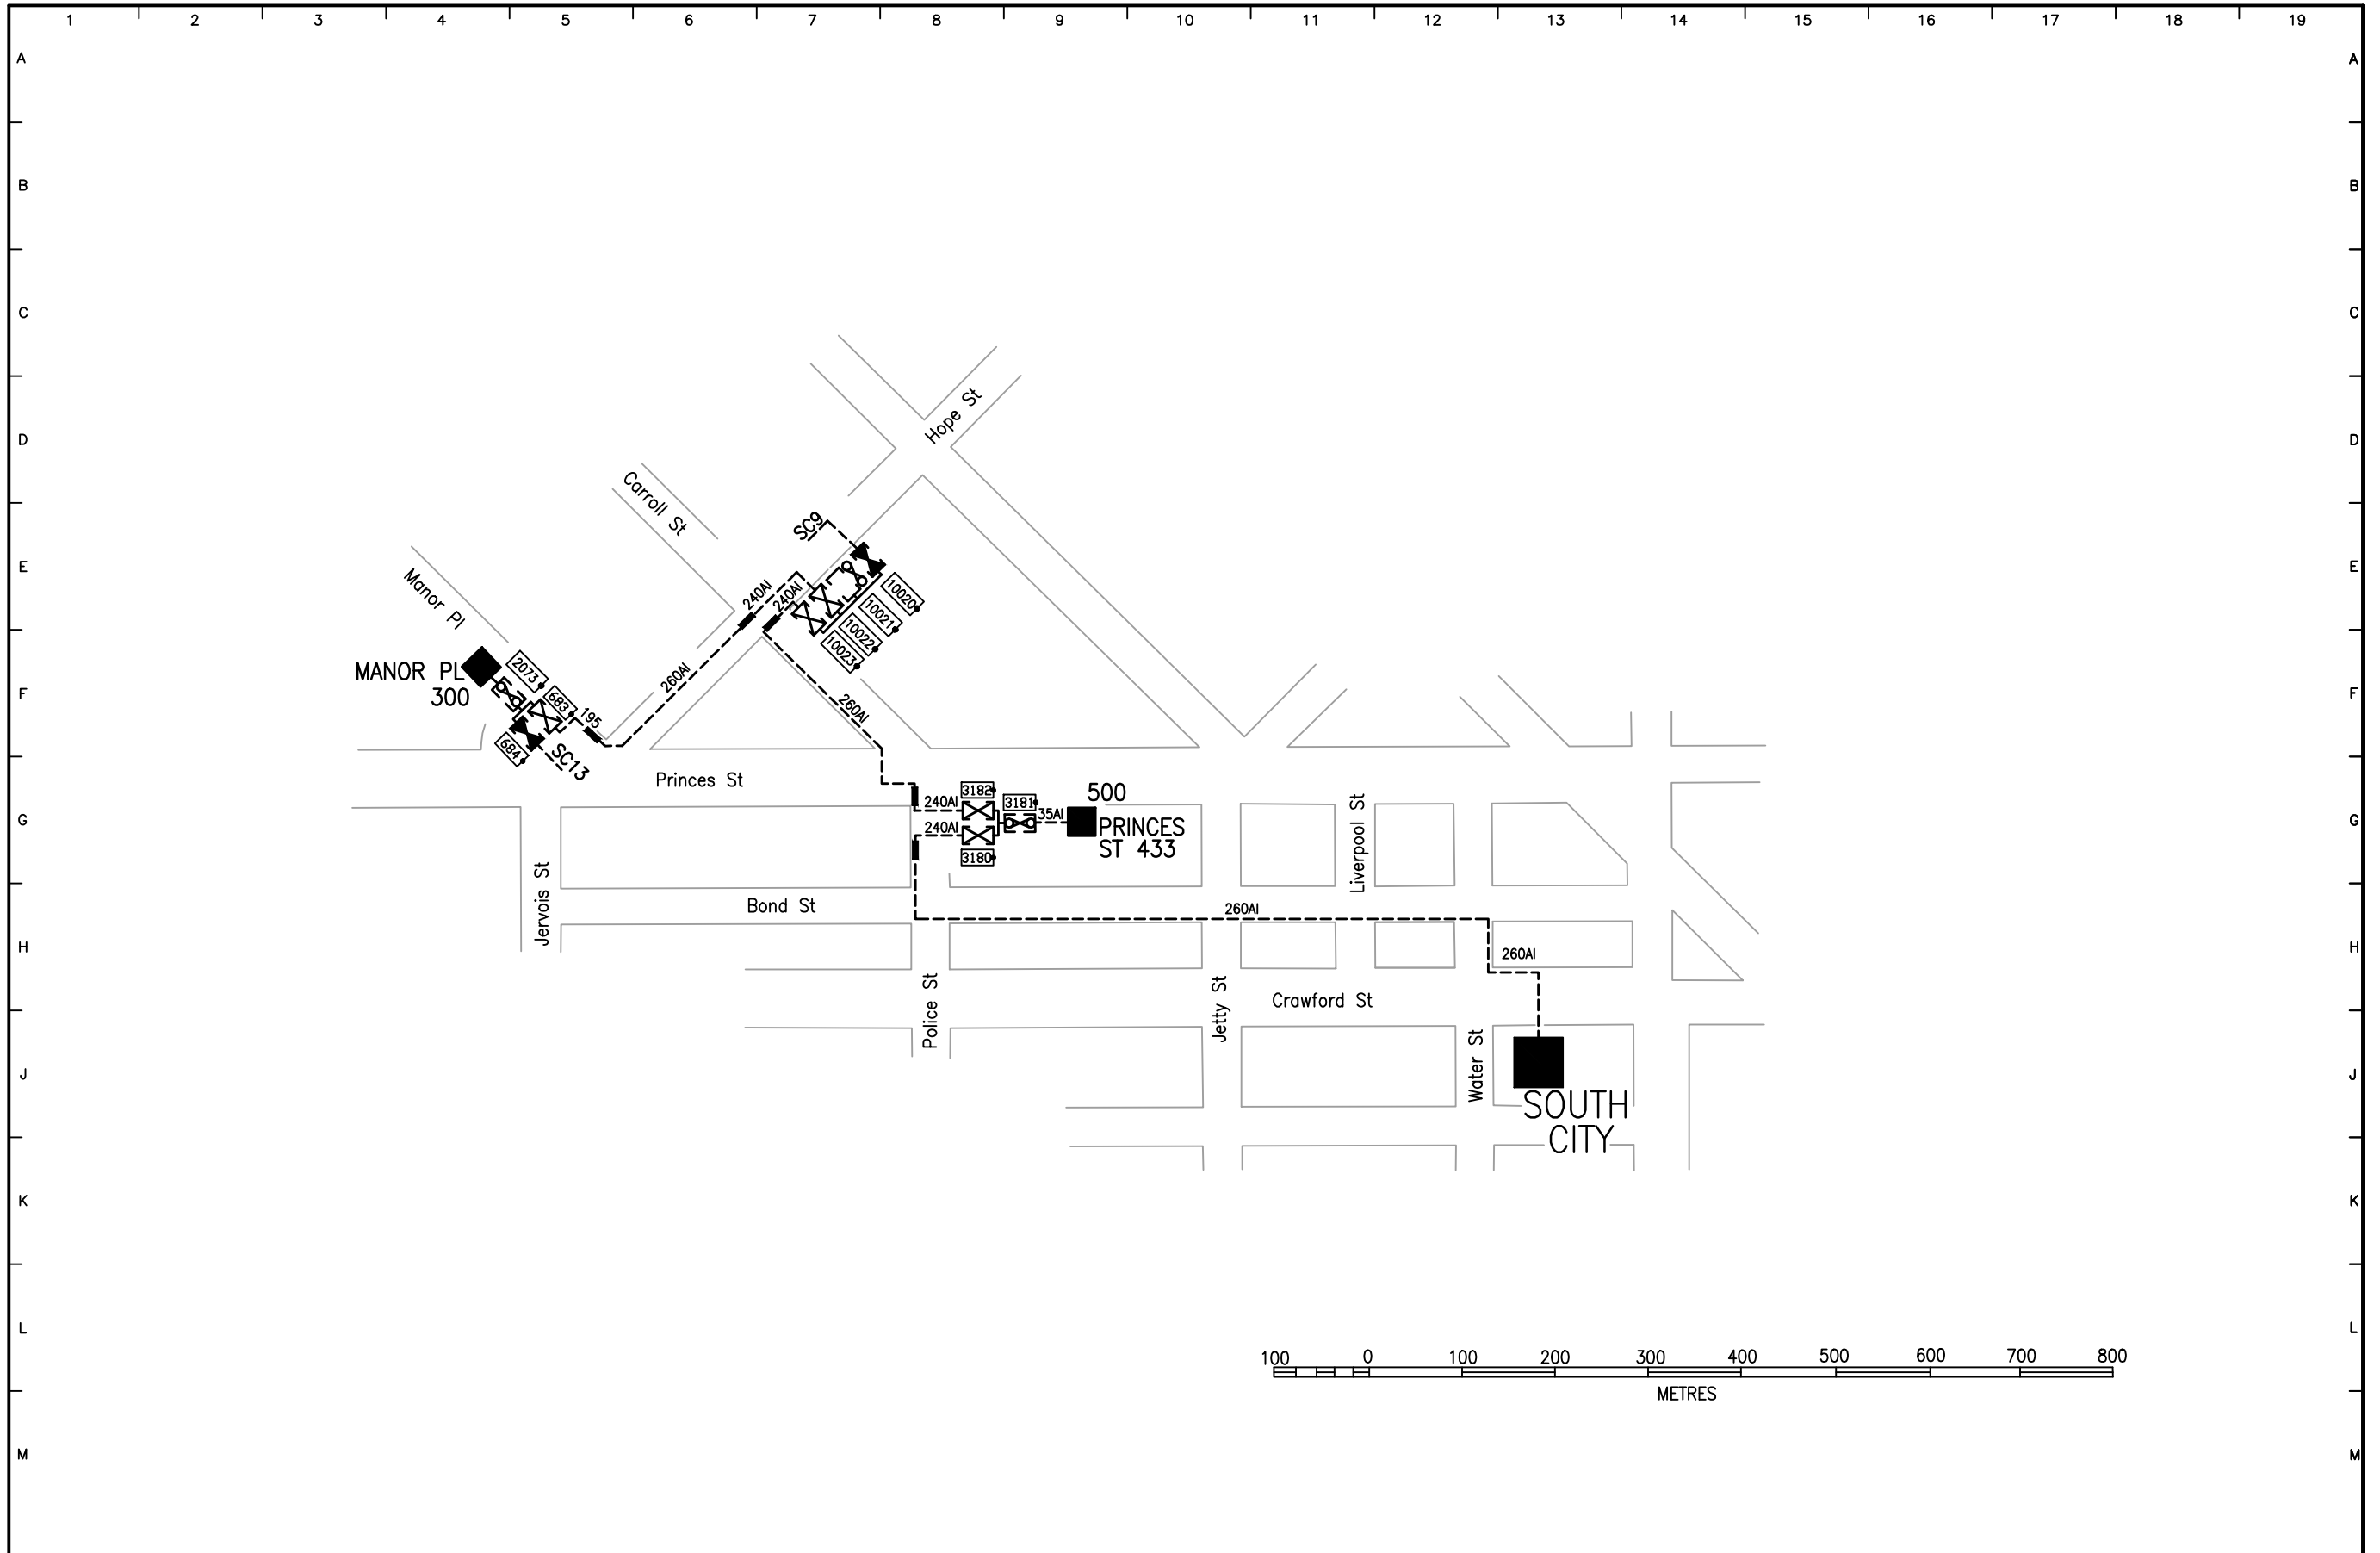 1 2 3 4 5 6 7 8 9 10 11 12 13 14 15 16 17 18 19
A A
B B
C C
Hope St
D D
Carroll St
SC9
E E
Manor Pl
240Al
240Al
10020
10021
10022
10023
MANOR PL
300
2073
683
195
684
SC13
260Al
260Al
F F
Princes St
3182
3181
500
240Al
35Al
PRINCES
ST 433
240Al
3180
G G
Liverpool St
Jervois St
Bond St
260Al
260Al
H H
Police St
Jetty St
Crawford St
Water St
J J
SOUTH
CITY
K K
L L
100 0 100 200 300 400 500 600 700 800
METRES
M M